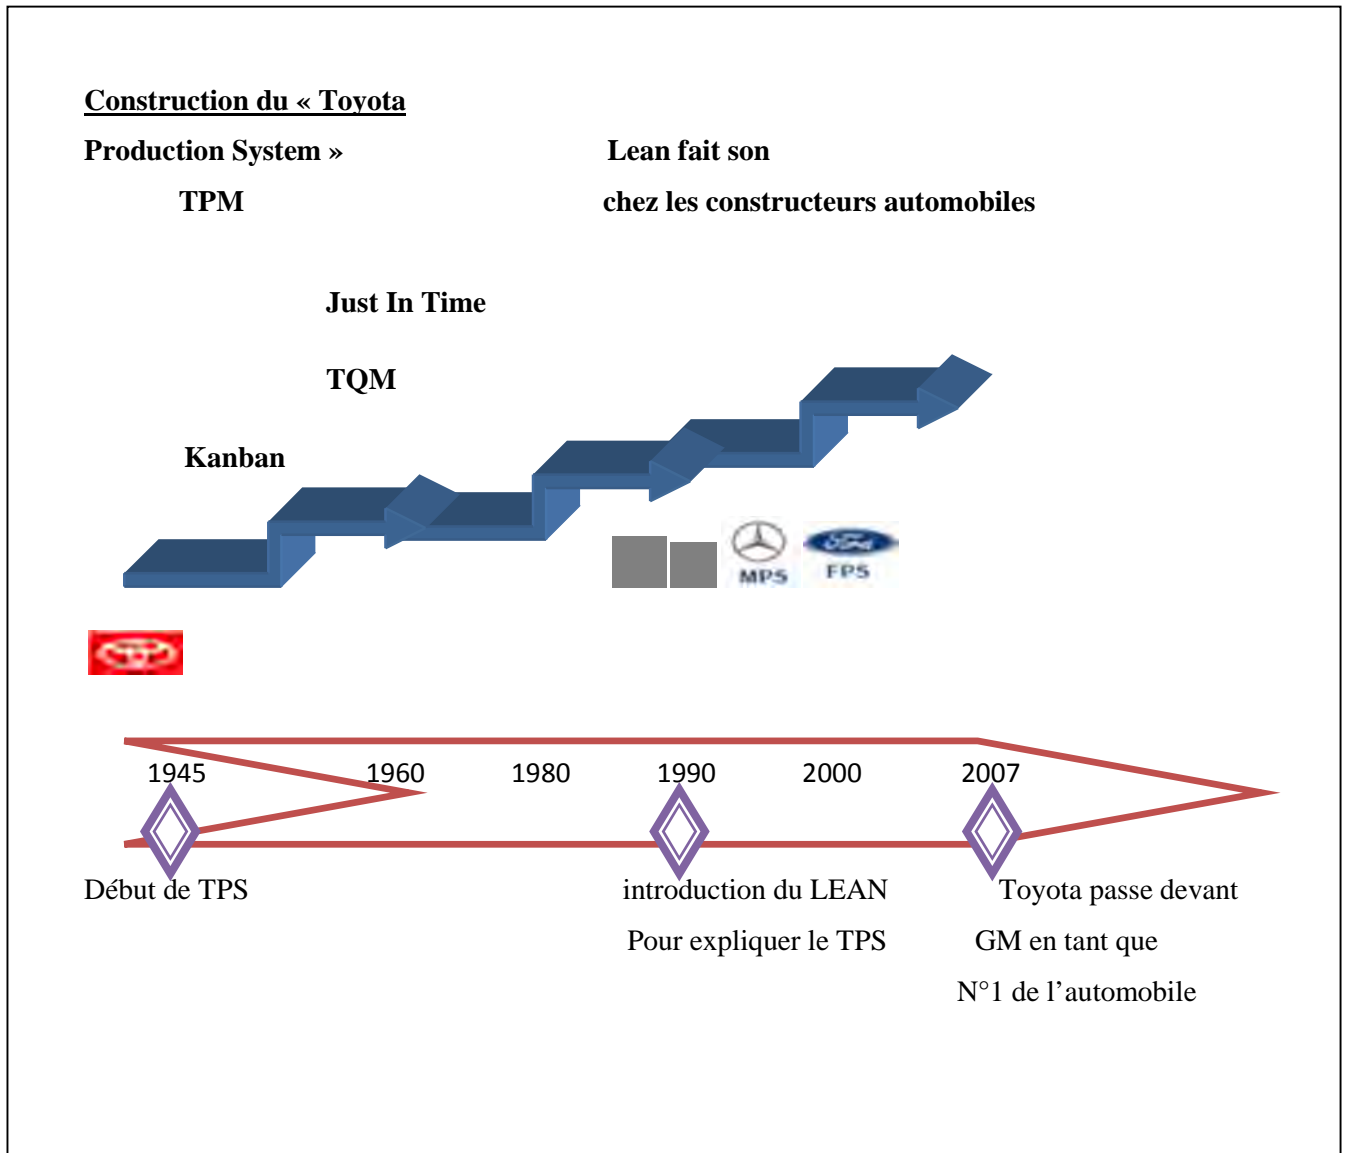 Construction du « Toyota
Production System » Lean fait son
TPM chez les constructeurs automobiles
Just In Time
TQM
Kanban
MPS FPS
1945 1960 1980 1990 2000 2007
Début de TPS introduction du LEAN Toyota passe devant
Pour expliquer le TPS GM en tant que
N°1 de l’automobile